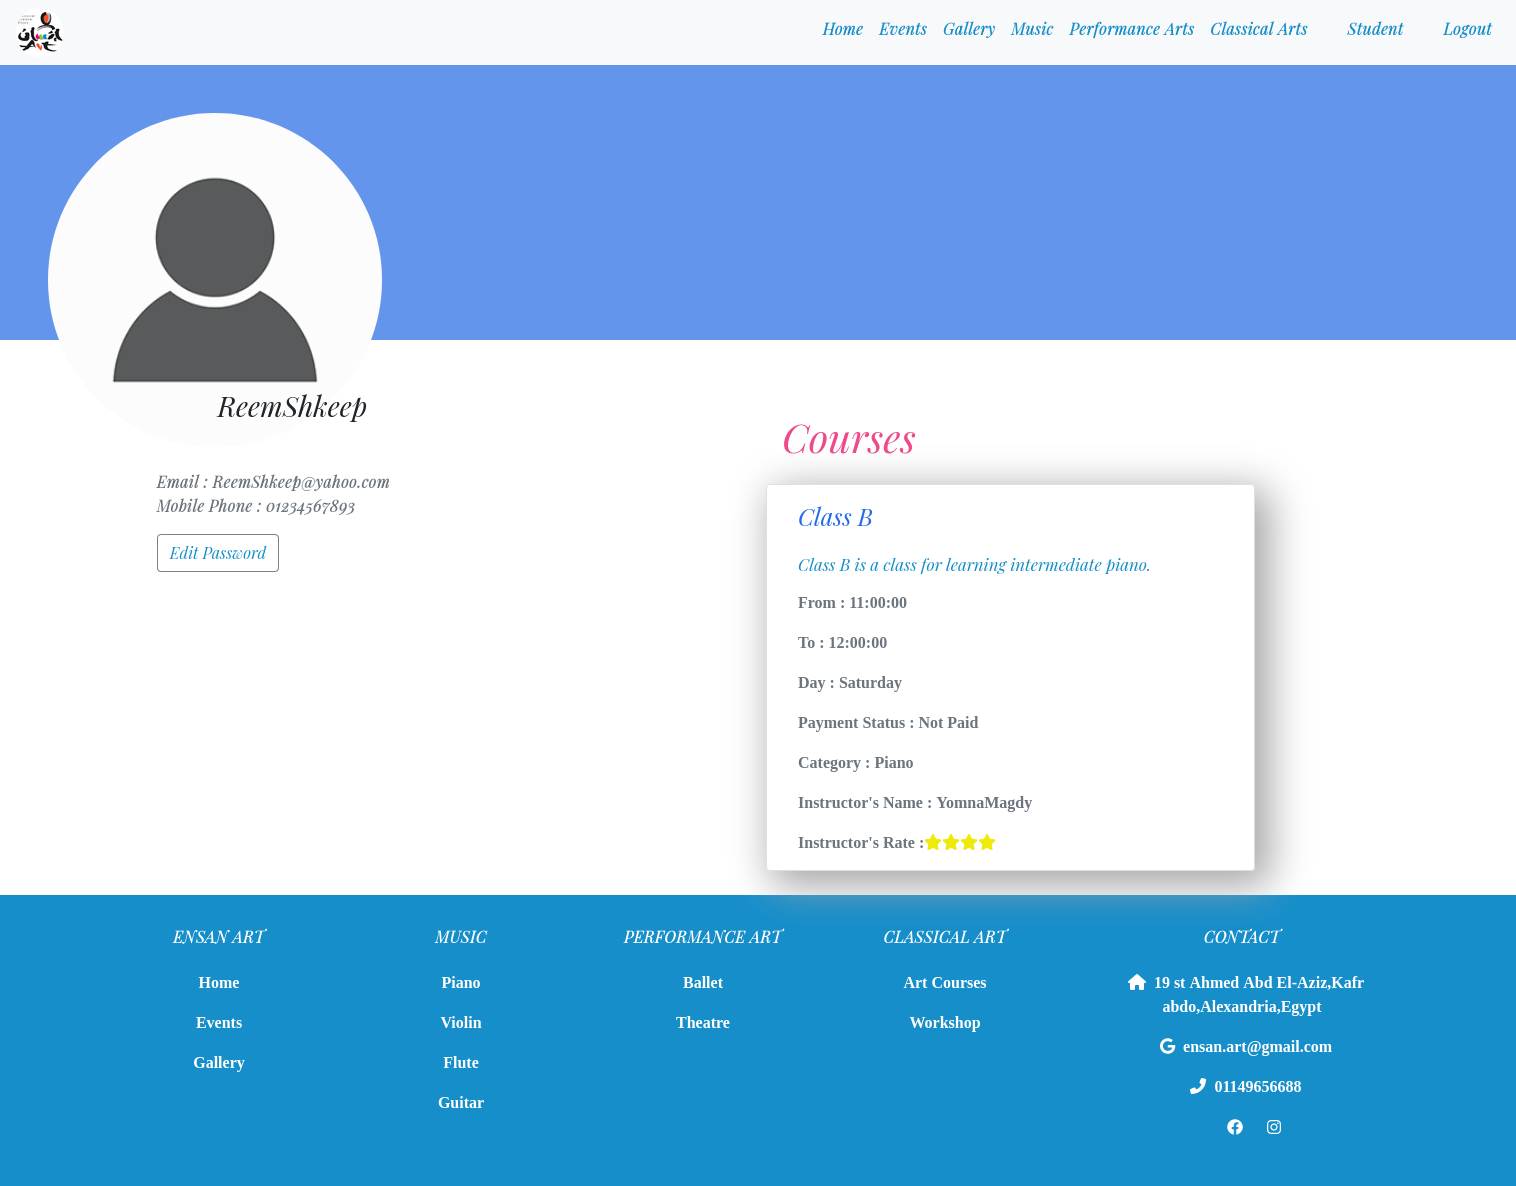 Home Events Gallery Music Performance Arts Classical Arts Student Logout
ReemShkeep
Email : ReemShkeep@yahoo.com
Mobile Phone : 01234567893
Edit Password
Courses
Class B
Class B is a class for learning intermediate piano.
From : 11:00:00
To : 12:00:00
Day : Saturday
Payment Status : Not Paid
Category : Piano
Instructor's Name : YomnaMagdy
Instructor's Rate :
ENSAN ART
Home
Events
Gallery
MUSIC
Piano
Violin
Flute
Guitar
PERFORMANCE ART
Ballet
Theatre
CLASSICAL ART
Art Courses
Workshop
CONTACT
19 st Ahmed Abd El-Aziz,Kafr
abdo,Alexandria,Egypt
ensan.art@gmail.com
01149656688